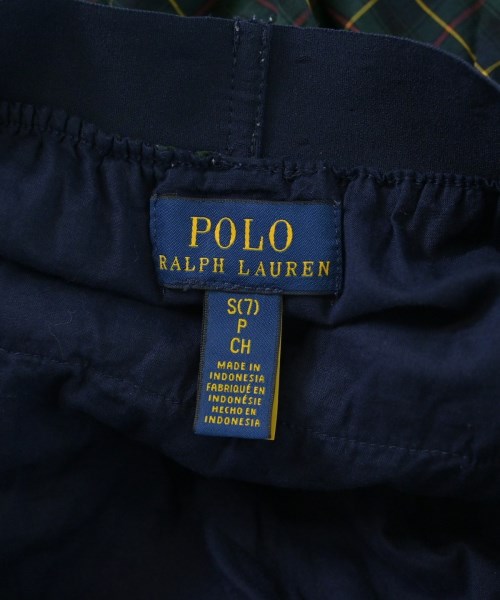 POLO
RALPH LAUREN
S(7)
P
CH
MADE IN
INDONESIA
FABRIQUÉ EN
INDONÉSIE
HECHO EN
INDONESIA